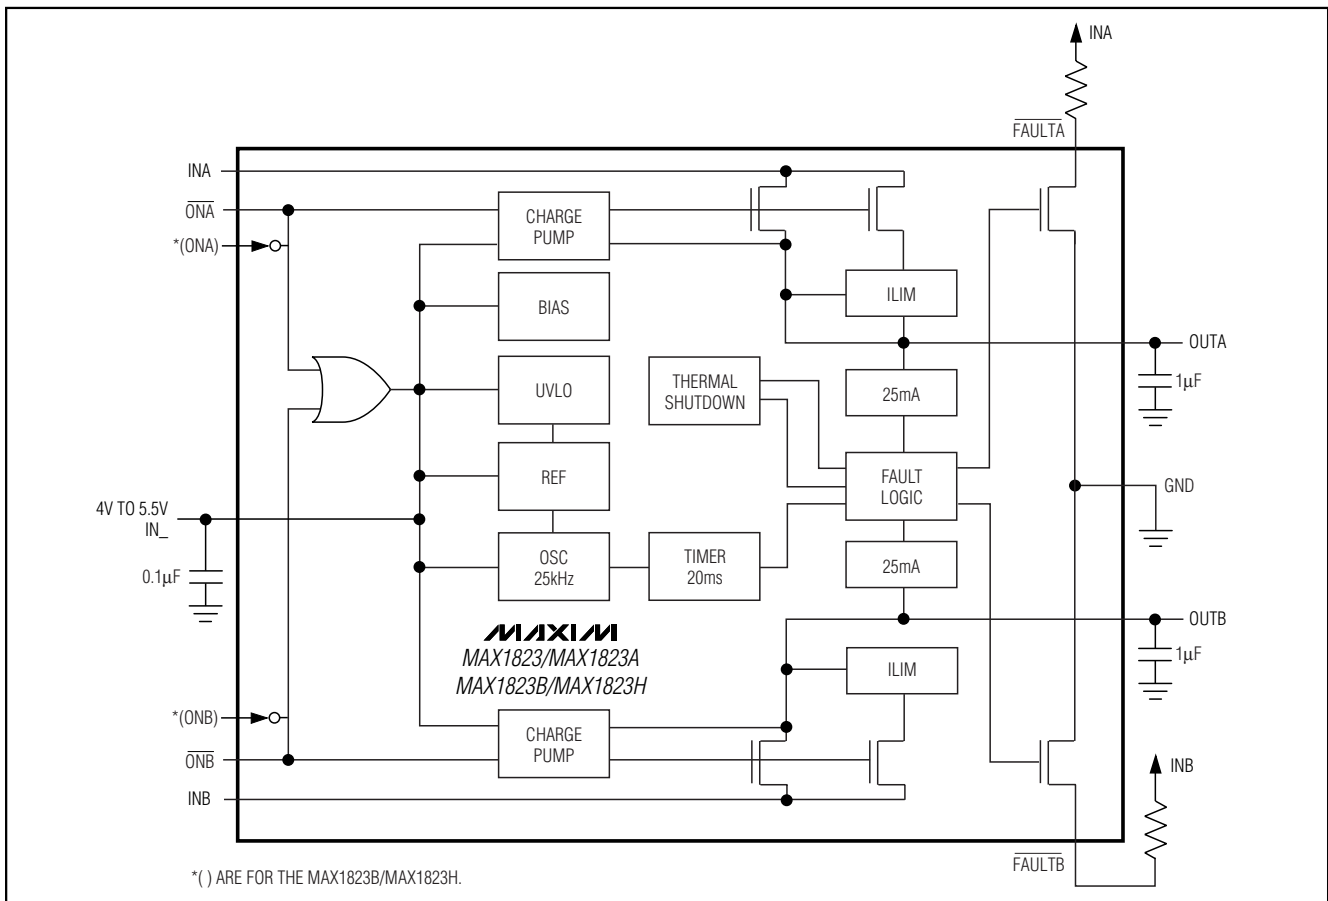 INA
FAULTA
INA
ONA
*(ONA)
CHARGE
PUMP
ILIM
BIAS
OUTA
1µF
UVLO
THERMAL
SHUTDOWN
25mA
REF
FAULT
LOGIC
GND
4V TO 5.5V
IN_
0.1µF
OSC
25kHz
TIMER
20ms
25mA
OUTB
1µF
MAXIM
MAX1823/MAX1823A
MAX1823B/MAX1823H
ILIM
*(ONB)
CHARGE
PUMP
ONB
INB
INB
FAULTB
*( ) ARE FOR THE MAX1823B/MAX1823H.